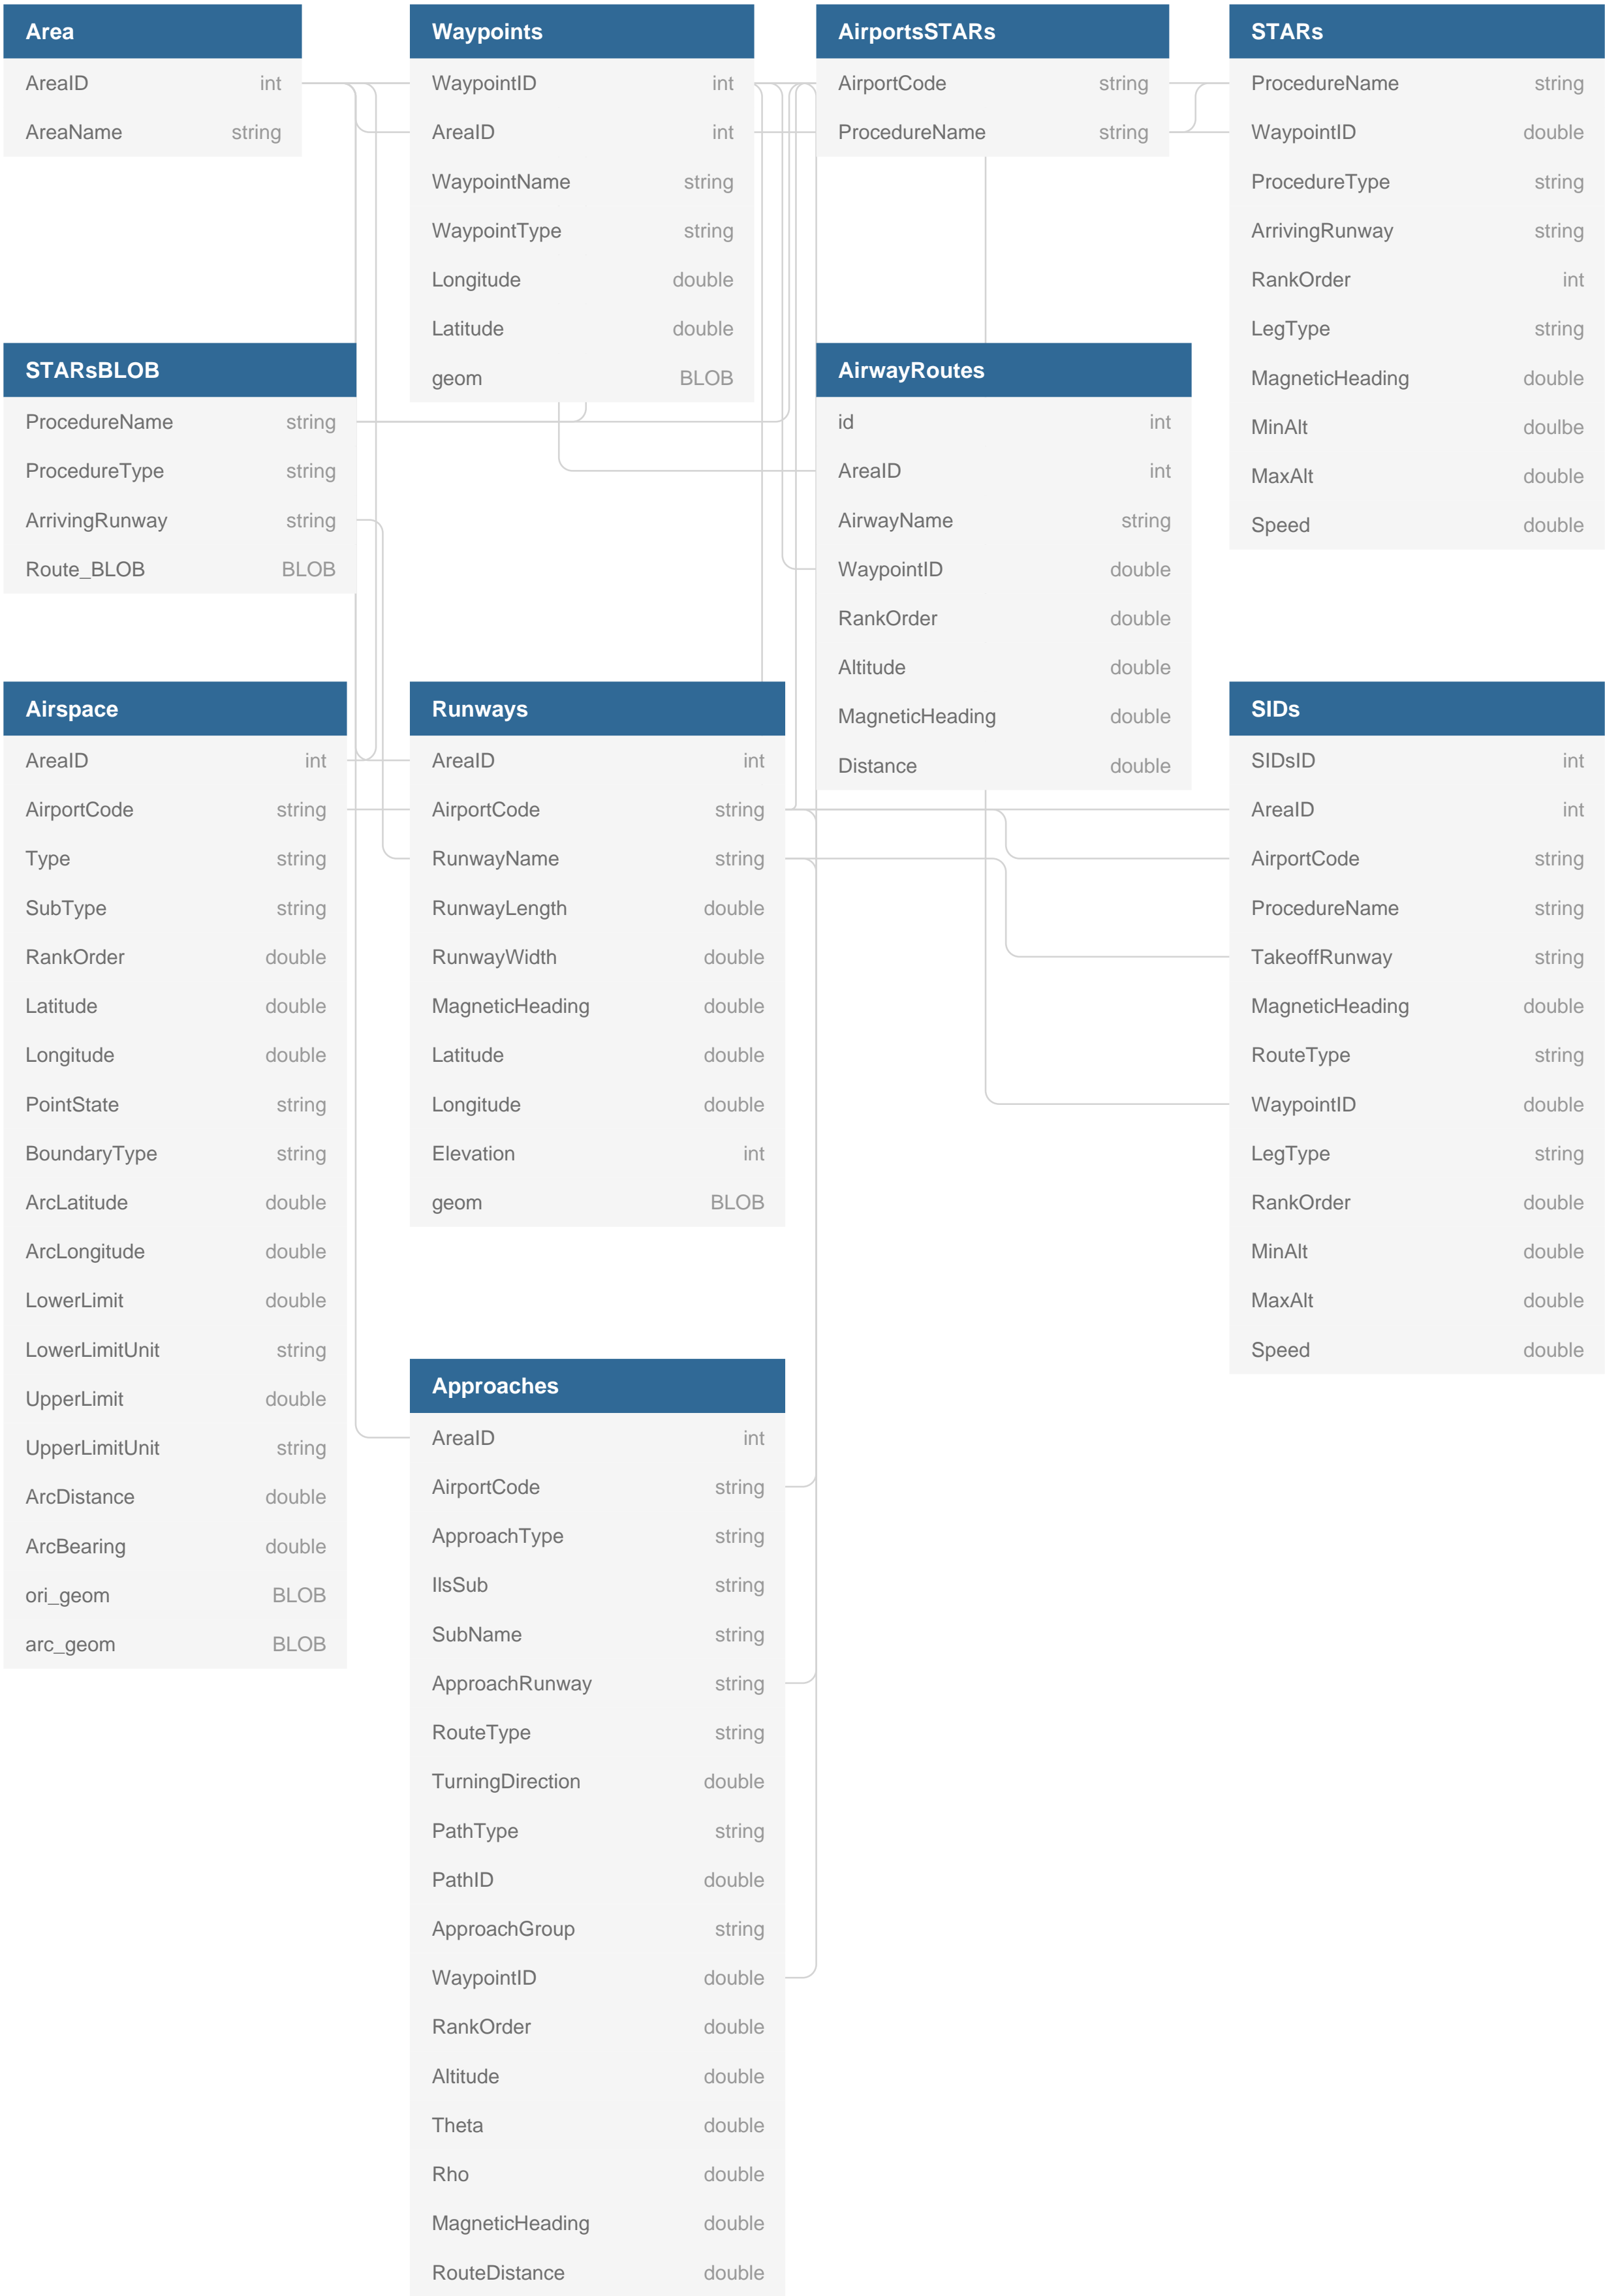 Area
AreaID int
AreaName string
Waypoints
WaypointID int
AreaID int
WaypointName string
WaypointType string
Longitude double
Latitude double
geom BLOB
AirportsSTARs
AirportCode string
ProcedureName string
STARs
ProcedureName string
WaypointID double
ProcedureType string
ArrivingRunway string
RankOrder int
LegType string
MagneticHeading double
MinAlt doulbe
MaxAlt double
Speed double
STARsBLOB
ProcedureName string
ProcedureType string
ArrivingRunway string
Route_BLOB BLOB
AirwayRoutes
id int
AreaID int
AirwayName string
WaypointID double
RankOrder double
Altitude double
MagneticHeading double
Distance double
Airspace
AreaID int
AirportCode string
Type string
SubType string
RankOrder double
Latitude double
Longitude double
PointState string
BoundaryType string
ArcLatitude double
ArcLongitude double
LowerLimit double
LowerLimitUnit string
UpperLimit double
UpperLimitUnit string
ArcDistance double
ArcBearing double
ori_geom BLOB
arc_geom BLOB
Runways
AreaID int
AirportCode string
RunwayName string
RunwayLength double
RunwayWidth double
MagneticHeading double
Latitude double
Longitude double
Elevation int
geom BLOB
SIDs
SIDsID int
AreaID int
AirportCode string
ProcedureName string
TakeoffRunway string
MagneticHeading double
RouteType string
WaypointID double
LegType string
RankOrder double
MinAlt double
MaxAlt double
Speed double
Approaches
AreaID int
AirportCode string
ApproachType string
IlsSub string
SubName string
ApproachRunway string
RouteType string
TurningDirection double
PathType string
PathID double
ApproachGroup string
WaypointID double
RankOrder double
Altitude double
Theta double
Rho double
MagneticHeading double
RouteDistance double